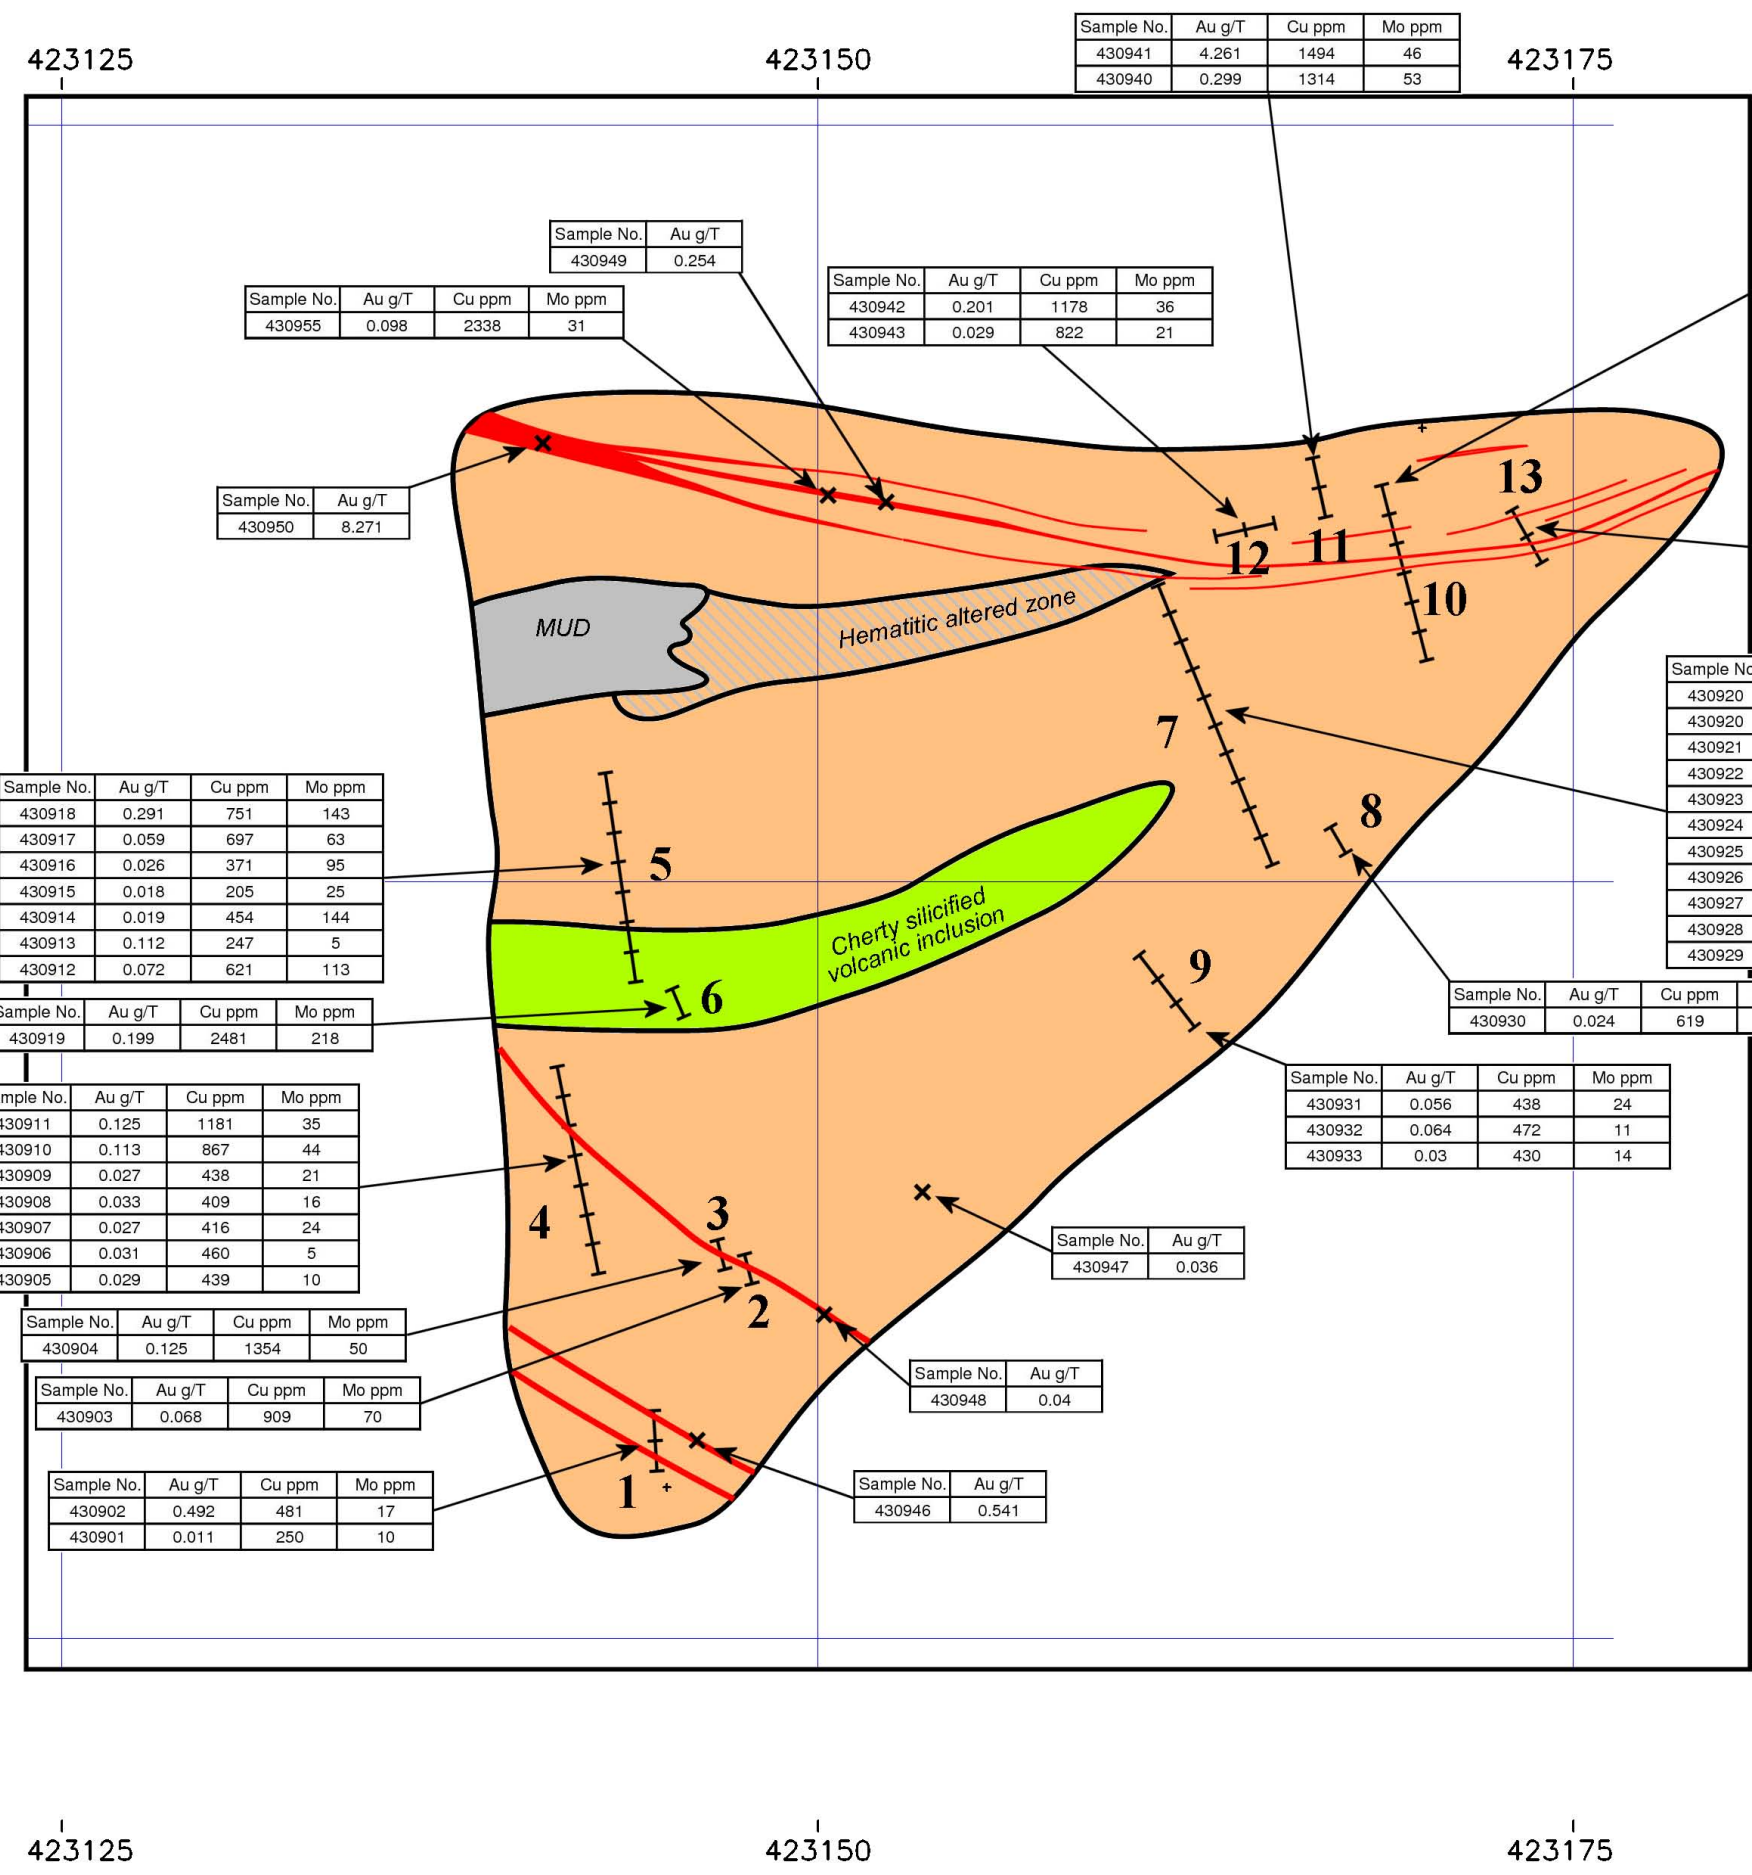 423125 423150 423175
Sample No. Au g/T Cu ppm Mo ppm
430941 4.261 1494 46
430940 0.299 1314 53
Sample No. Au g/T
430949 0.254
Sample No. Au g/T Cu ppm Mo ppm
430955 0.098 2338 31
Sample No. Au g/T Cu ppm Mo ppm
430942 0.201 1178 36
430943 0.029 822 21
Sample No. Au g/T
430950 8.271
13
12
11
10
MUD
Hematitic altered zone
7
8
5
Sample No
430920
430920
430921
430922
430923
430924
430925
430926
430927
430928
430929
Sample No. Au g/T Cu ppm Mo ppm
430918 0.291 751 143
430917 0.059 697 63
430916 0.026 371 95
430915 0.018 205 25
430914 0.019 454 144
430913 0.112 247 5
430912 0.072 621 113
Cherty silicified
volcanic inclusion
9
6
Sample No. Au g/T Cu ppm Mo ppm
430919 0.199 2481 218
Sample No. Au g/T Cu ppm
430930 0.024 619
Sample No. Au g/T Cu ppm Mo ppm
430931 0.056 438 24
430932 0.064 472 11
430933 0.03 430 14
mple No. Au g/T Cu ppm Mo ppm
430911 0.125 1181 35
430910 0.113 867 44
430909 0.027 438 21
430908 0.033 409 16
430907 0.027 416 24
430906 0.031 460 5
430905 0.029 439 10
4
3
2
Sample No. Au g/T
430947 0.036
Sample No. Au g/T Cu ppm Mo ppm
430904 0.125 1354 50
Sample No. Au g/T Cu ppm Mo ppm
430903 0.068 909 70
Sample No. Au g/T
430948 0.04
Sample No. Au g/T Cu ppm Mo ppm
430902 0.492 481 17
430901 0.011 250 10
1
Sample No. Au g/T
430946 0.541
423125 423150 423175